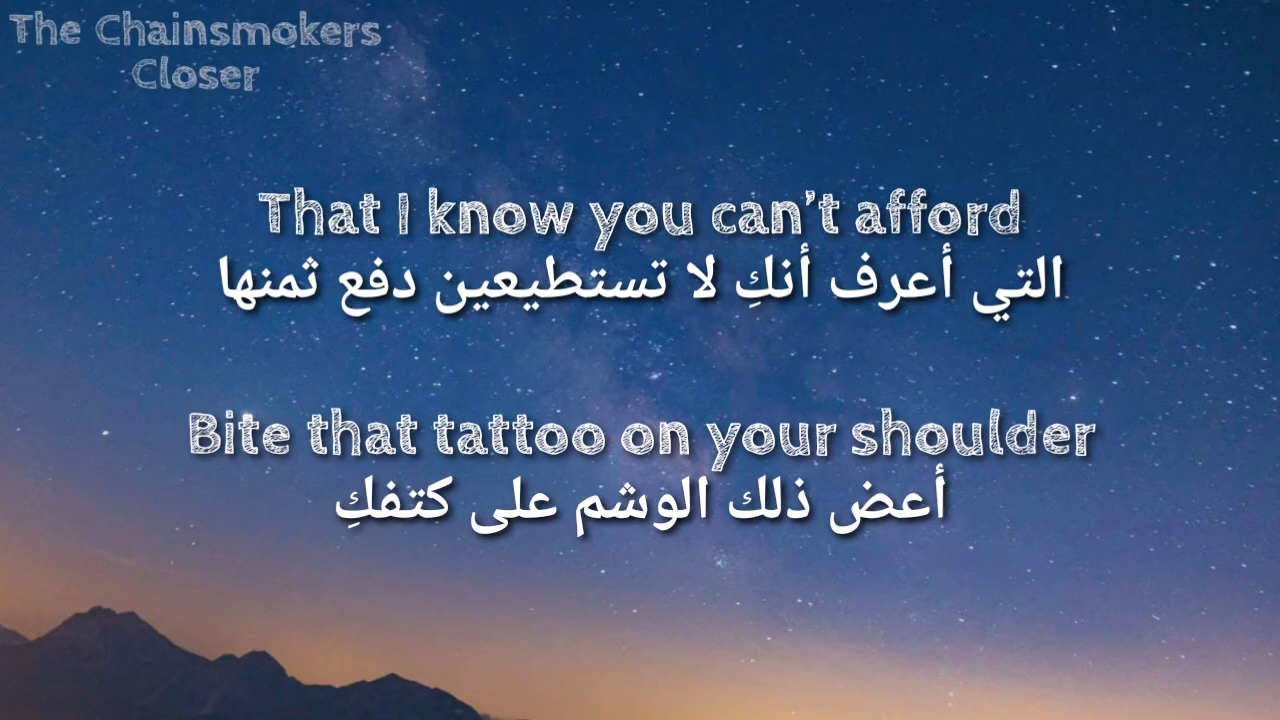 The Chainsmokers
Closer
That I know you can't afford
التي أعرف أنكِ لا تستطيعين دفع ثمنها
Bite that tattoo on your shoulder
أعض ذلك الوشم على كتفكِ